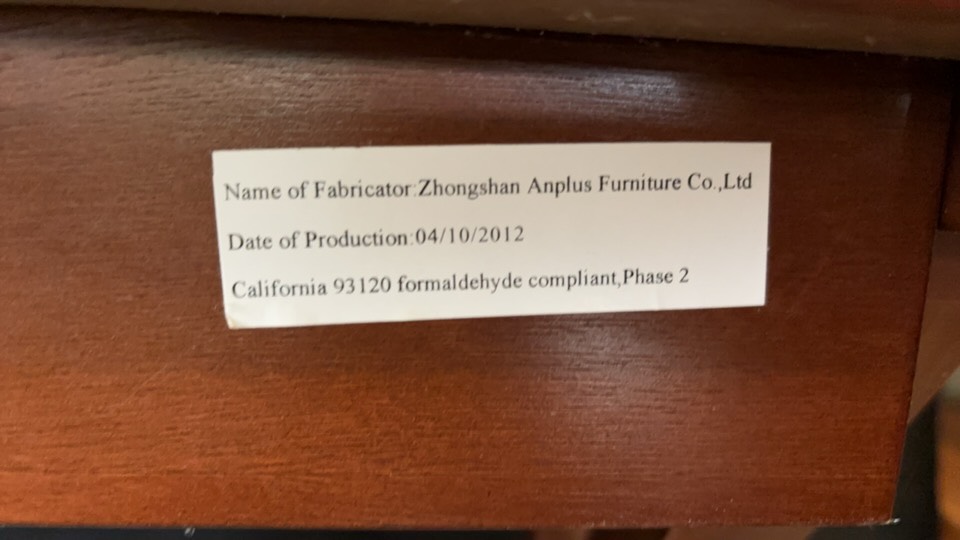 Name of Fabricator:Zhongshan Anplus Furniture Co.,Ltd
Date of Production:04/10/2012
California 93120 formaldehyde compliant,Phase 2